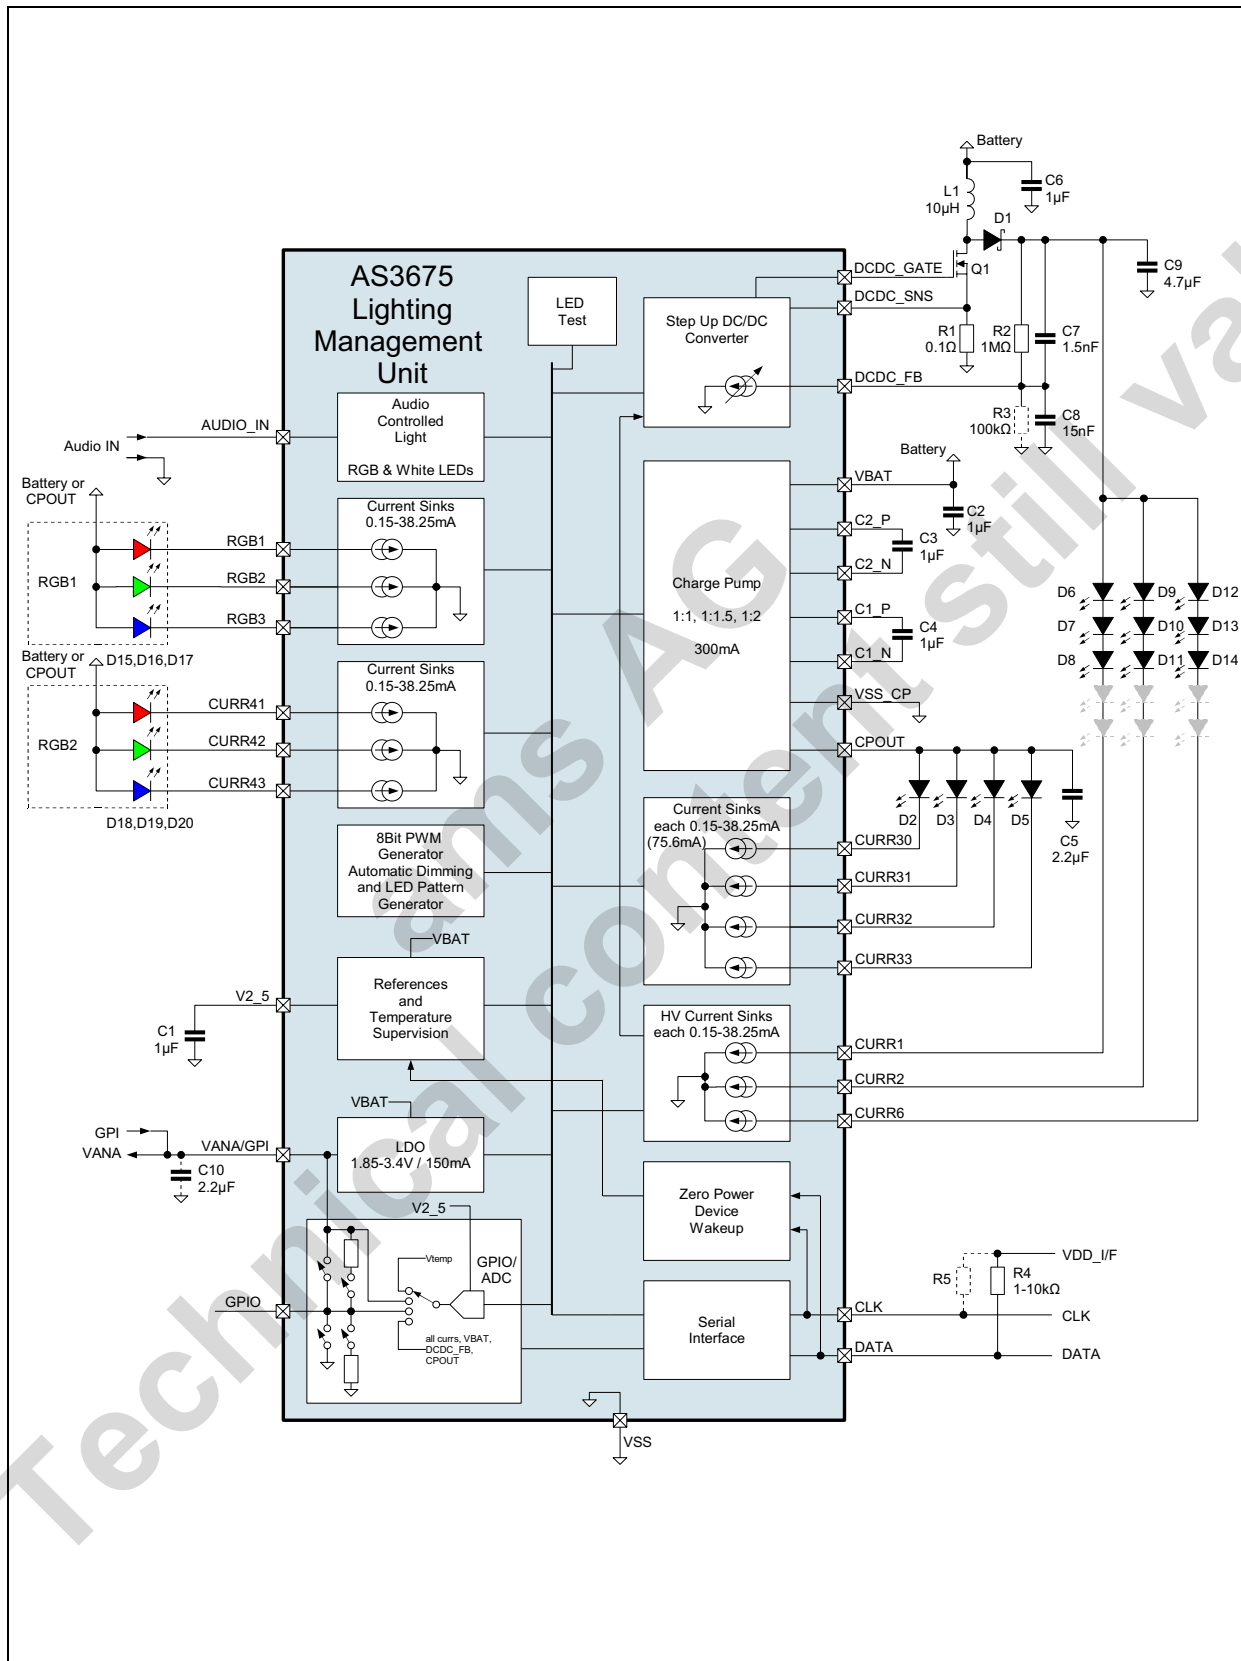 Battery
C6
1µF
L1
10µH
D1
Q1
C9
4.7µF
DCDC_GATE
DCDC_SNS
R1
0.1Ω
R2
1MΩ
C7
1.5nF
DCDC_FB
R3
100kΩ
C8
15nF
AS3675
Lighting
Management
Unit
LED
Test
Step Up DC/DC
Converter
Audio
Controlled
Light
RGB & White LEDs
AUDIO_IN
Audio IN
Battery or
CPOUT
RGB1
RGB1
RGB2
RGB3
D15,D16,D17
Current Sinks
0.15-38.25mA
Battery or
CPOUT
RGB2
CURR41
CURR42
CURR43
D18,D19,D20
Current Sinks
0.15-38.25mA
Charge Pump
1:1, 1:1.5, 1:2
300mA
Battery
VBAT
C2
1µF
C2_P
C3
1µF
C2_N
C1_P
C4
1µF
C1_N
VSS_CP
CPOUT
D6
D9
D12
D7
D10
D13
D8
D11
D14
D2
D3
D4
D5
C5
2.2µF
8Bit PWM
Generator
Automatic Dimming
and LED Pattern
Generator
Current Sinks
each 0.15-38.25mA
(75.6mA)
CURR30
CURR31
CURR32
CURR33
VBAT
References
and
Temperature
Supervision
V2_5
C1
1µF
HV Current Sinks
each 0.15-38.25mA
CURR1
CURR2
CURR6
VBAT
LDO
1.85-3.4V / 150mA
GPI
VANA
VANA/GPI
C10
2.2µF
Zero Power
Device
Wakeup
V2_5
Vtemp
GPIO/
ADC
GPIO
all currs, VBAT,
DCDC_FB,
CPOUT
Serial
Interface
VDD_I/F
R5
R4
1-10kΩ
CLK
CLK
DATA
DATA
VSS
ams AG
Technical content still va